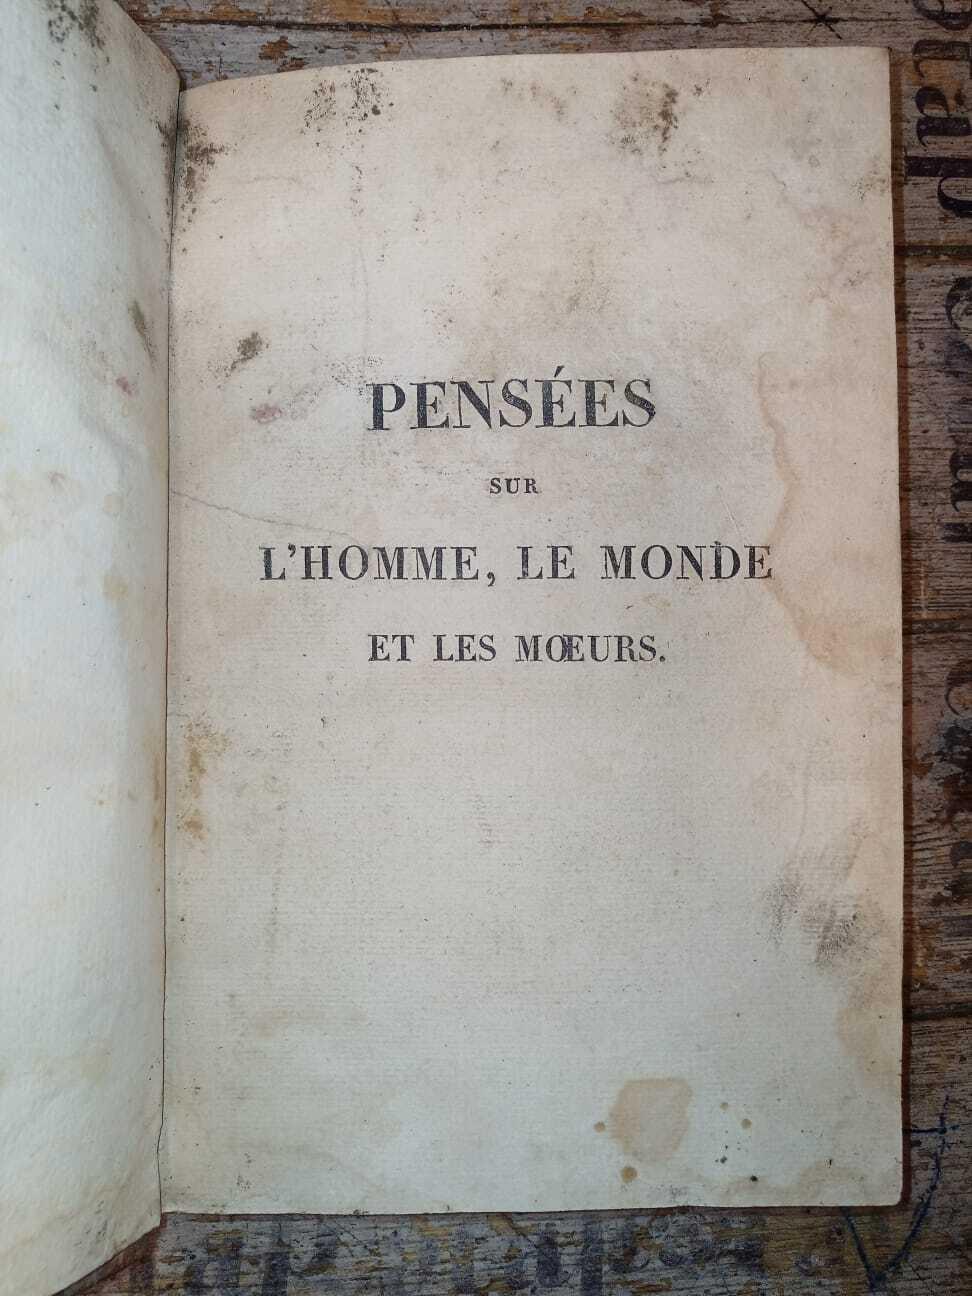 PENSÉES
SUR
L'HOMME, LE MONDE
ET LES MŒURS.